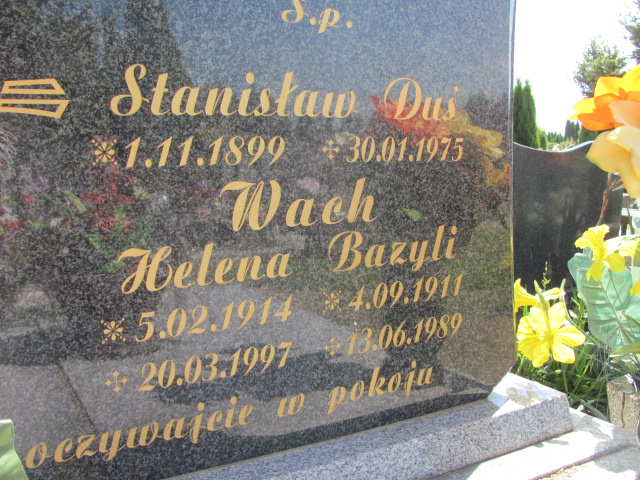 Ś.p.
Stanisław Duś
* 1.11.1899 ✢ 30.01.1975
Wach
Helena Bazyli
* 5.02.1914 * 4.09.1911
✢ 20.03.1997 ✢ 13.06.1989
oczywajcie w pokoju